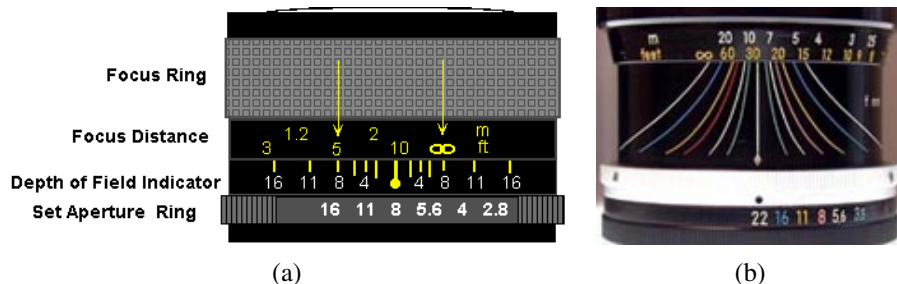 Focus Ring
Focus Distance
1.2 2 m
3 5 10 ∞ ft
Depth of Field Indicator
16 11 8 4 4 8 11 16
Set Aperture Ring
16 11 8 5.6 4 2.8
(a)
m 20 10 7 5 4 3
feet ∞ 60 30 20 15 12 10 9
22 16 11 8 5.6
(b)